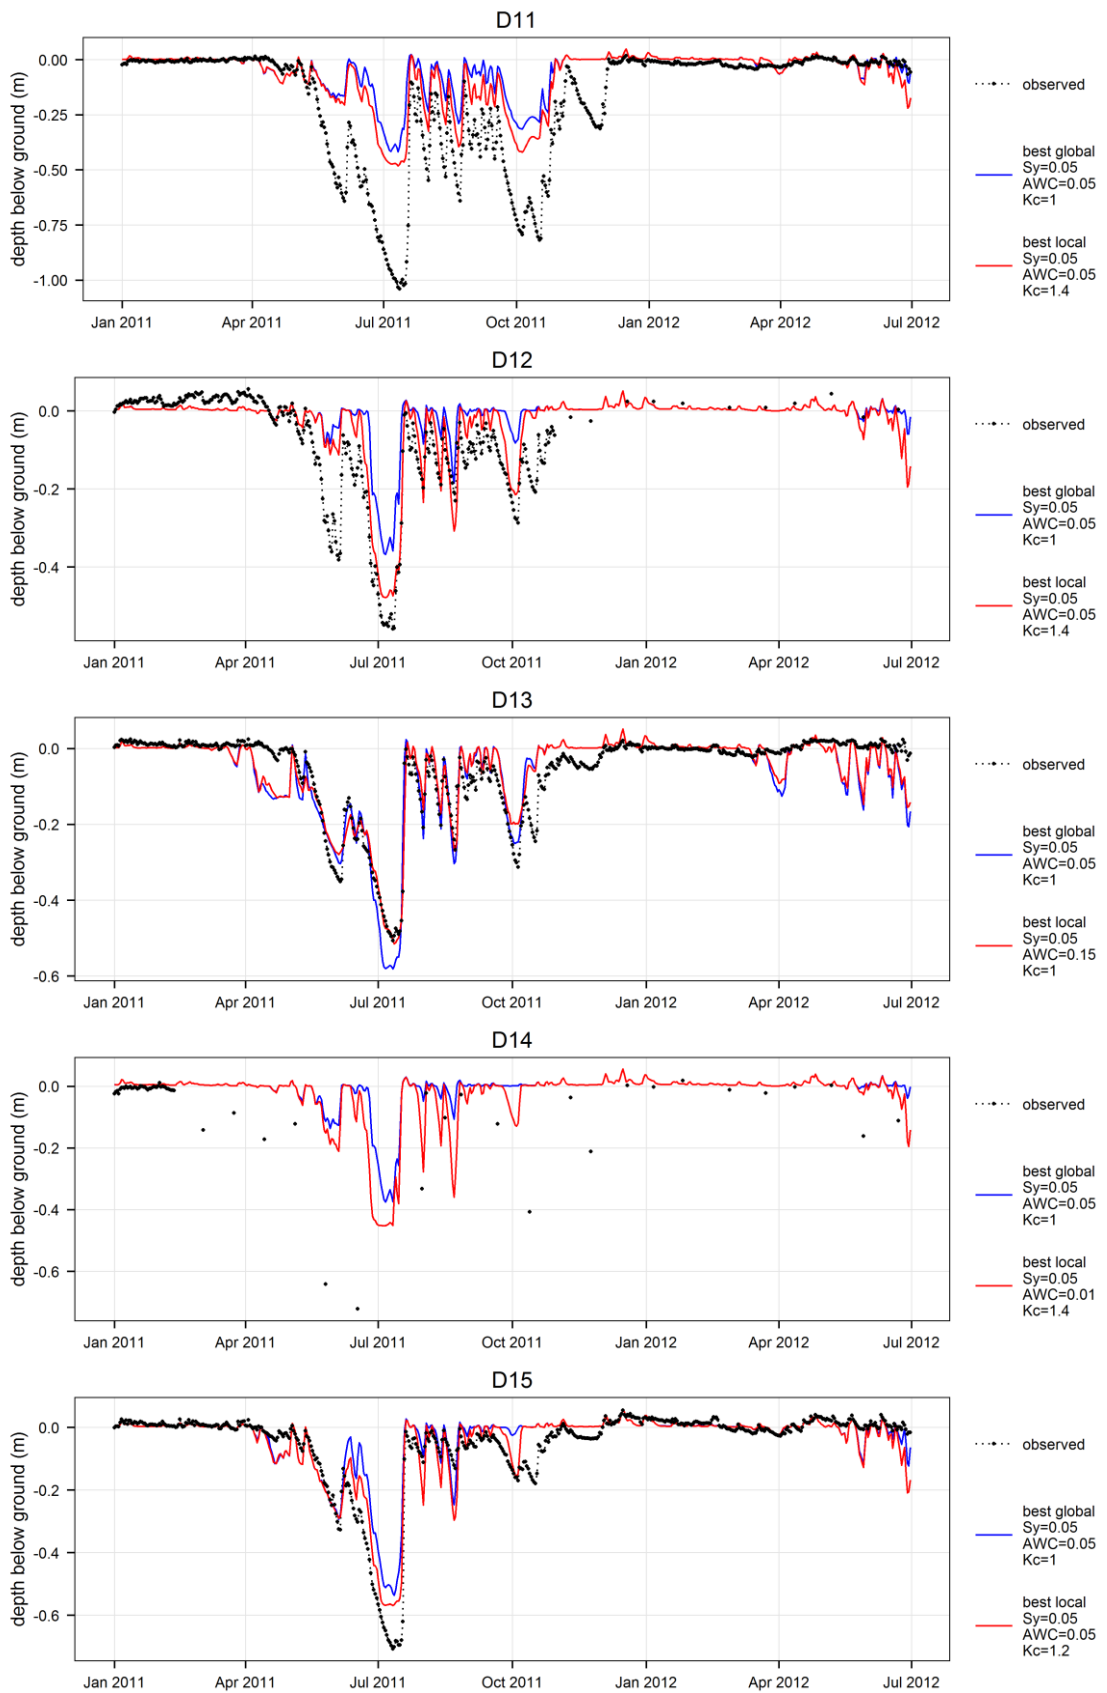 D11
depth below ground (m)
0.00
-0.25
-0.50
-0.75
-1.00
Jan 2011
Apr 2011
Jul 2011
Oct 2011
Jan 2012
Apr 2012
Jul 2012
observed
best global
Sy=0.05
AWC=0.05
Kc=1
best local
Sy=0.05
AWC=0.05
Kc=1.4
D12
depth below ground (m)
0.0
-0.2
-0.4
Jan 2011
Apr 2011
Jul 2011
Oct 2011
Jan 2012
Apr 2012
Jul 2012
observed
best global
Sy=0.05
AWC=0.05
Kc=1
best local
Sy=0.05
AWC=0.05
Kc=1.4
D13
depth below ground (m)
0.0
-0.2
-0.4
-0.6
Jan 2011
Apr 2011
Jul 2011
Oct 2011
Jan 2012
Apr 2012
Jul 2012
observed
best global
Sy=0.05
AWC=0.05
Kc=1
best local
Sy=0.05
AWC=0.15
Kc=1
D14
depth below ground (m)
0.0
-0.2
-0.4
-0.6
Jan 2011
Apr 2011
Jul 2011
Oct 2011
Jan 2012
Apr 2012
Jul 2012
observed
best global
Sy=0.05
AWC=0.05
Kc=1
best local
Sy=0.05
AWC=0.01
Kc=1.4
D15
depth below ground (m)
0.0
-0.2
-0.4
-0.6
Jan 2011
Apr 2011
Jul 2011
Oct 2011
Jan 2012
Apr 2012
Jul 2012
observed
best global
Sy=0.05
AWC=0.05
Kc=1
best local
Sy=0.05
AWC=0.05
Kc=1.2